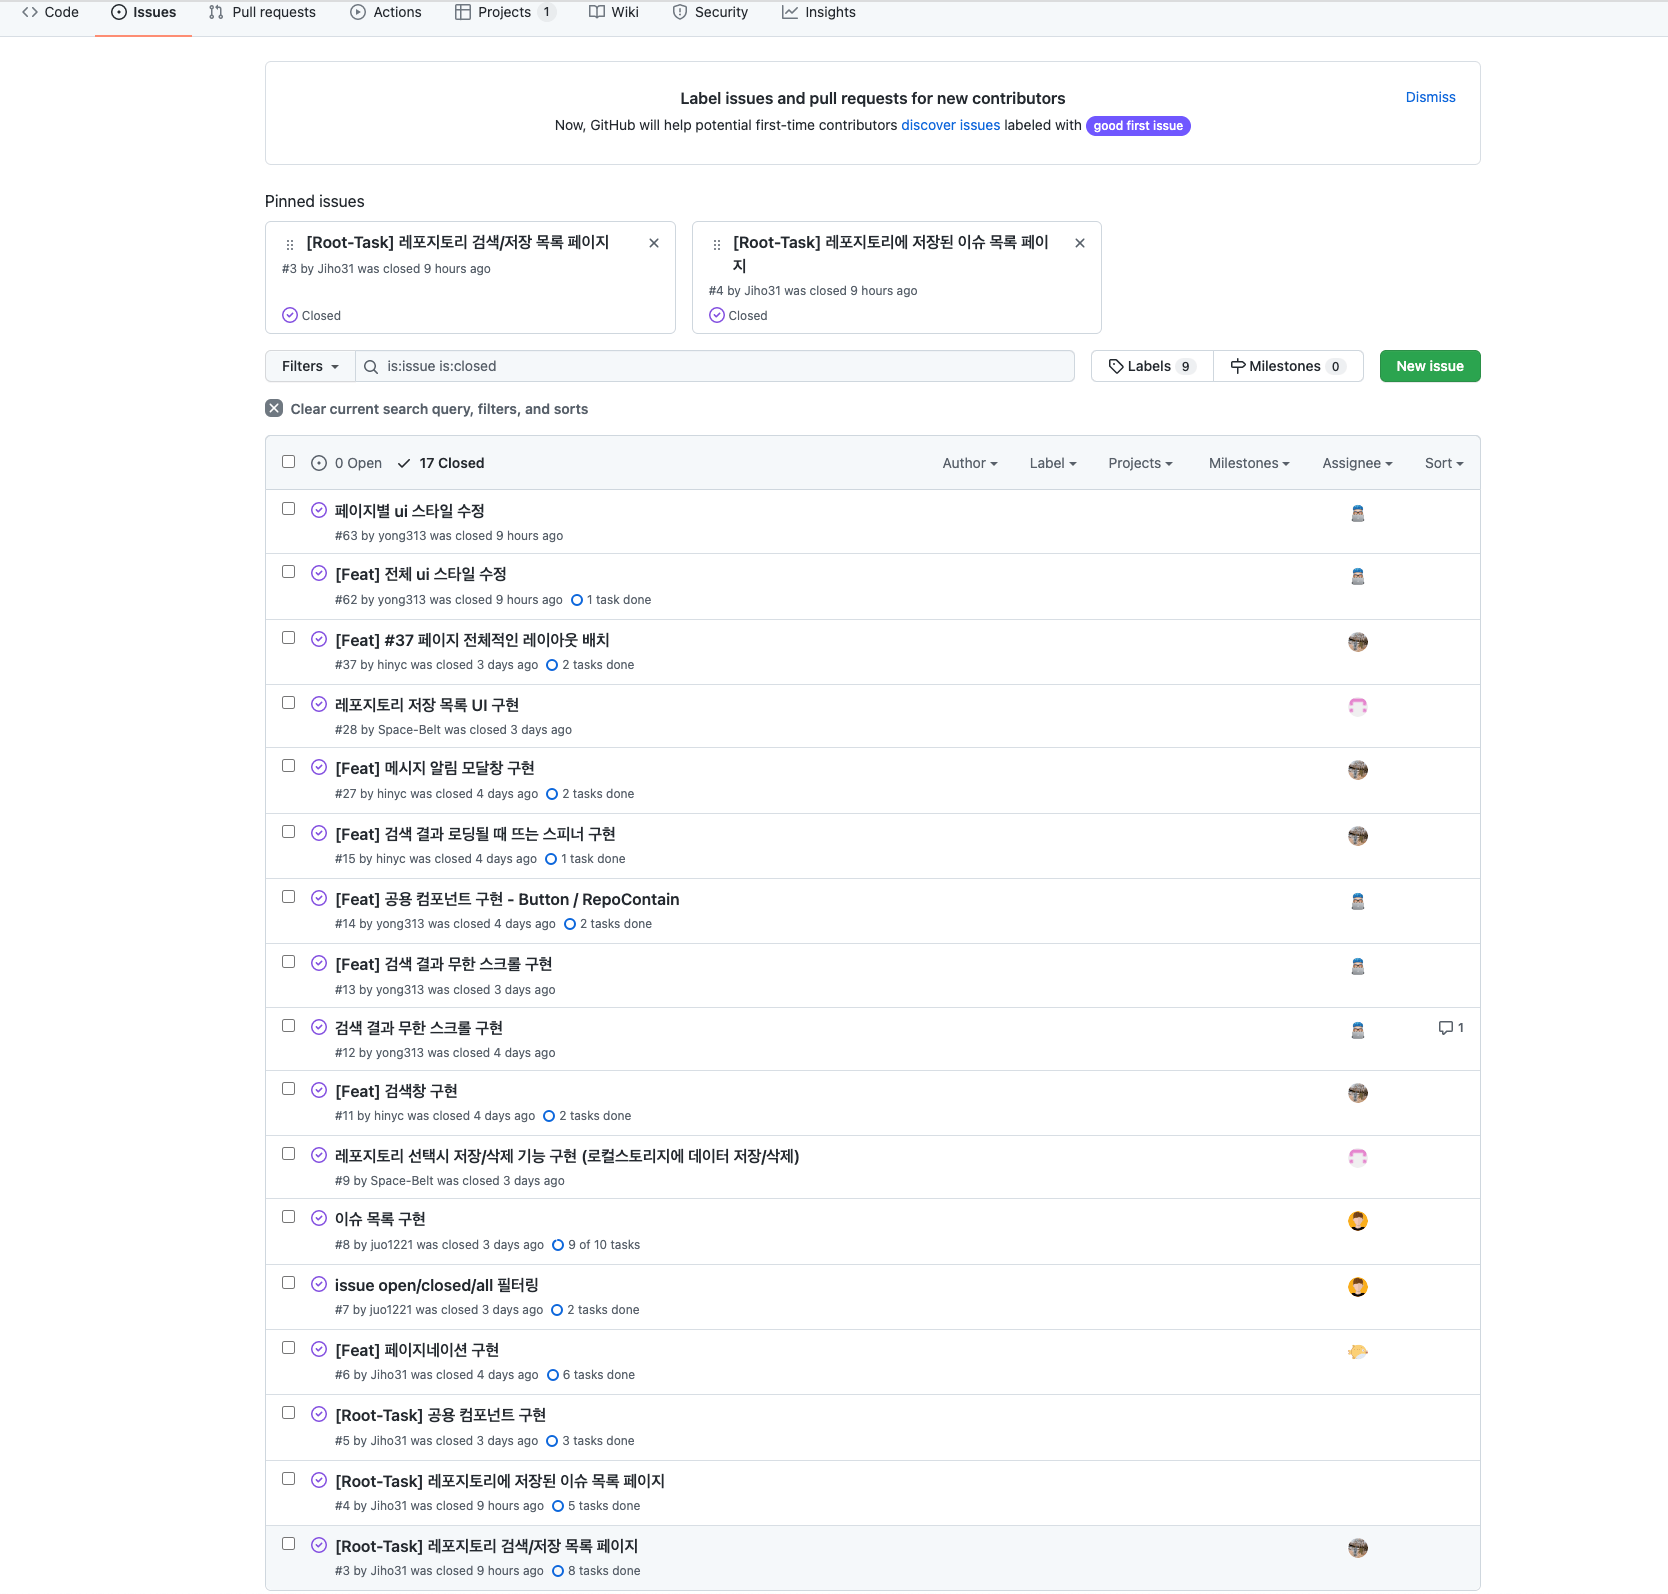 Code Issues Pull requests Actions Projects 1 Wiki Security Insights
Label issues and pull requests for new contributors
Dismiss
Now, GitHub will help potential first-time contributors discover issues labeled with good first issue
Pinned issues
[Root-Task] 레포지토리 검색/저장 목록 페이지
#3 by Jiho31 was closed 9 hours ago
Closed
[Root-Task] 레포지토리에 저장된 이슈 목록 페이
지
#4 by Jiho31 was closed 9 hours ago
Closed
Filters is:issue is:closed Labels 9 Milestones 0 New issue
Clear current search query, filters, and sorts
0 Open 17 Closed Author Label Projects Milestones Assignee Sort
페이지별 ui 스타일 수정
#63 by yong313 was closed 9 hours ago
[Feat] 전체 ui 스타일 수정
#62 by yong313 was closed 9 hours ago 1 task done
[Feat] #37 페이지 전체적인 레이아웃 배치
#37 by hinyc was closed 3 days ago 2 tasks done
레포지토리 저장 목록 UI 구현
#28 by Space-Belt was closed 3 days ago
[Feat] 메시지 알림 모달창 구현
#27 by hinyc was closed 4 days ago 2 tasks done
[Feat] 검색 결과 로딩될 때 뜨는 스피너 구현
#15 by hinyc was closed 4 days ago 1 task done
[Feat] 공용 컴포넌트 구현 - Button / RepoContain
#14 by yong313 was closed 4 days ago 2 tasks done
[Feat] 검색 결과 무한 스크롤 구현
#13 by yong313 was closed 3 days ago
검색 결과 무한 스크롤 구현 1
#12 by yong313 was closed 4 days ago
[Feat] 검색창 구현
#11 by hinyc was closed 4 days ago 2 tasks done
레포지토리 선택시 저장/삭제 기능 구현 (로컬스토리지에 데이터 저장/삭제)
#9 by Space-Belt was closed 3 days ago
이슈 목록 구현
#8 by juo1221 was closed 3 days ago 9 of 10 tasks
issue open/closed/all 필터링
#7 by juo1221 was closed 3 days ago 2 tasks done
[Feat] 페이지네이션 구현
#6 by Jiho31 was closed 4 days ago 6 tasks done
[Root-Task] 공용 컴포넌트 구현
#5 by Jiho31 was closed 3 days ago 3 tasks done
[Root-Task] 레포지토리에 저장된 이슈 목록 페이지
#4 by Jiho31 was closed 9 hours ago 5 tasks done
[Root-Task] 레포지토리 검색/저장 목록 페이지
#3 by Jiho31 was closed 9 hours ago 8 tasks done